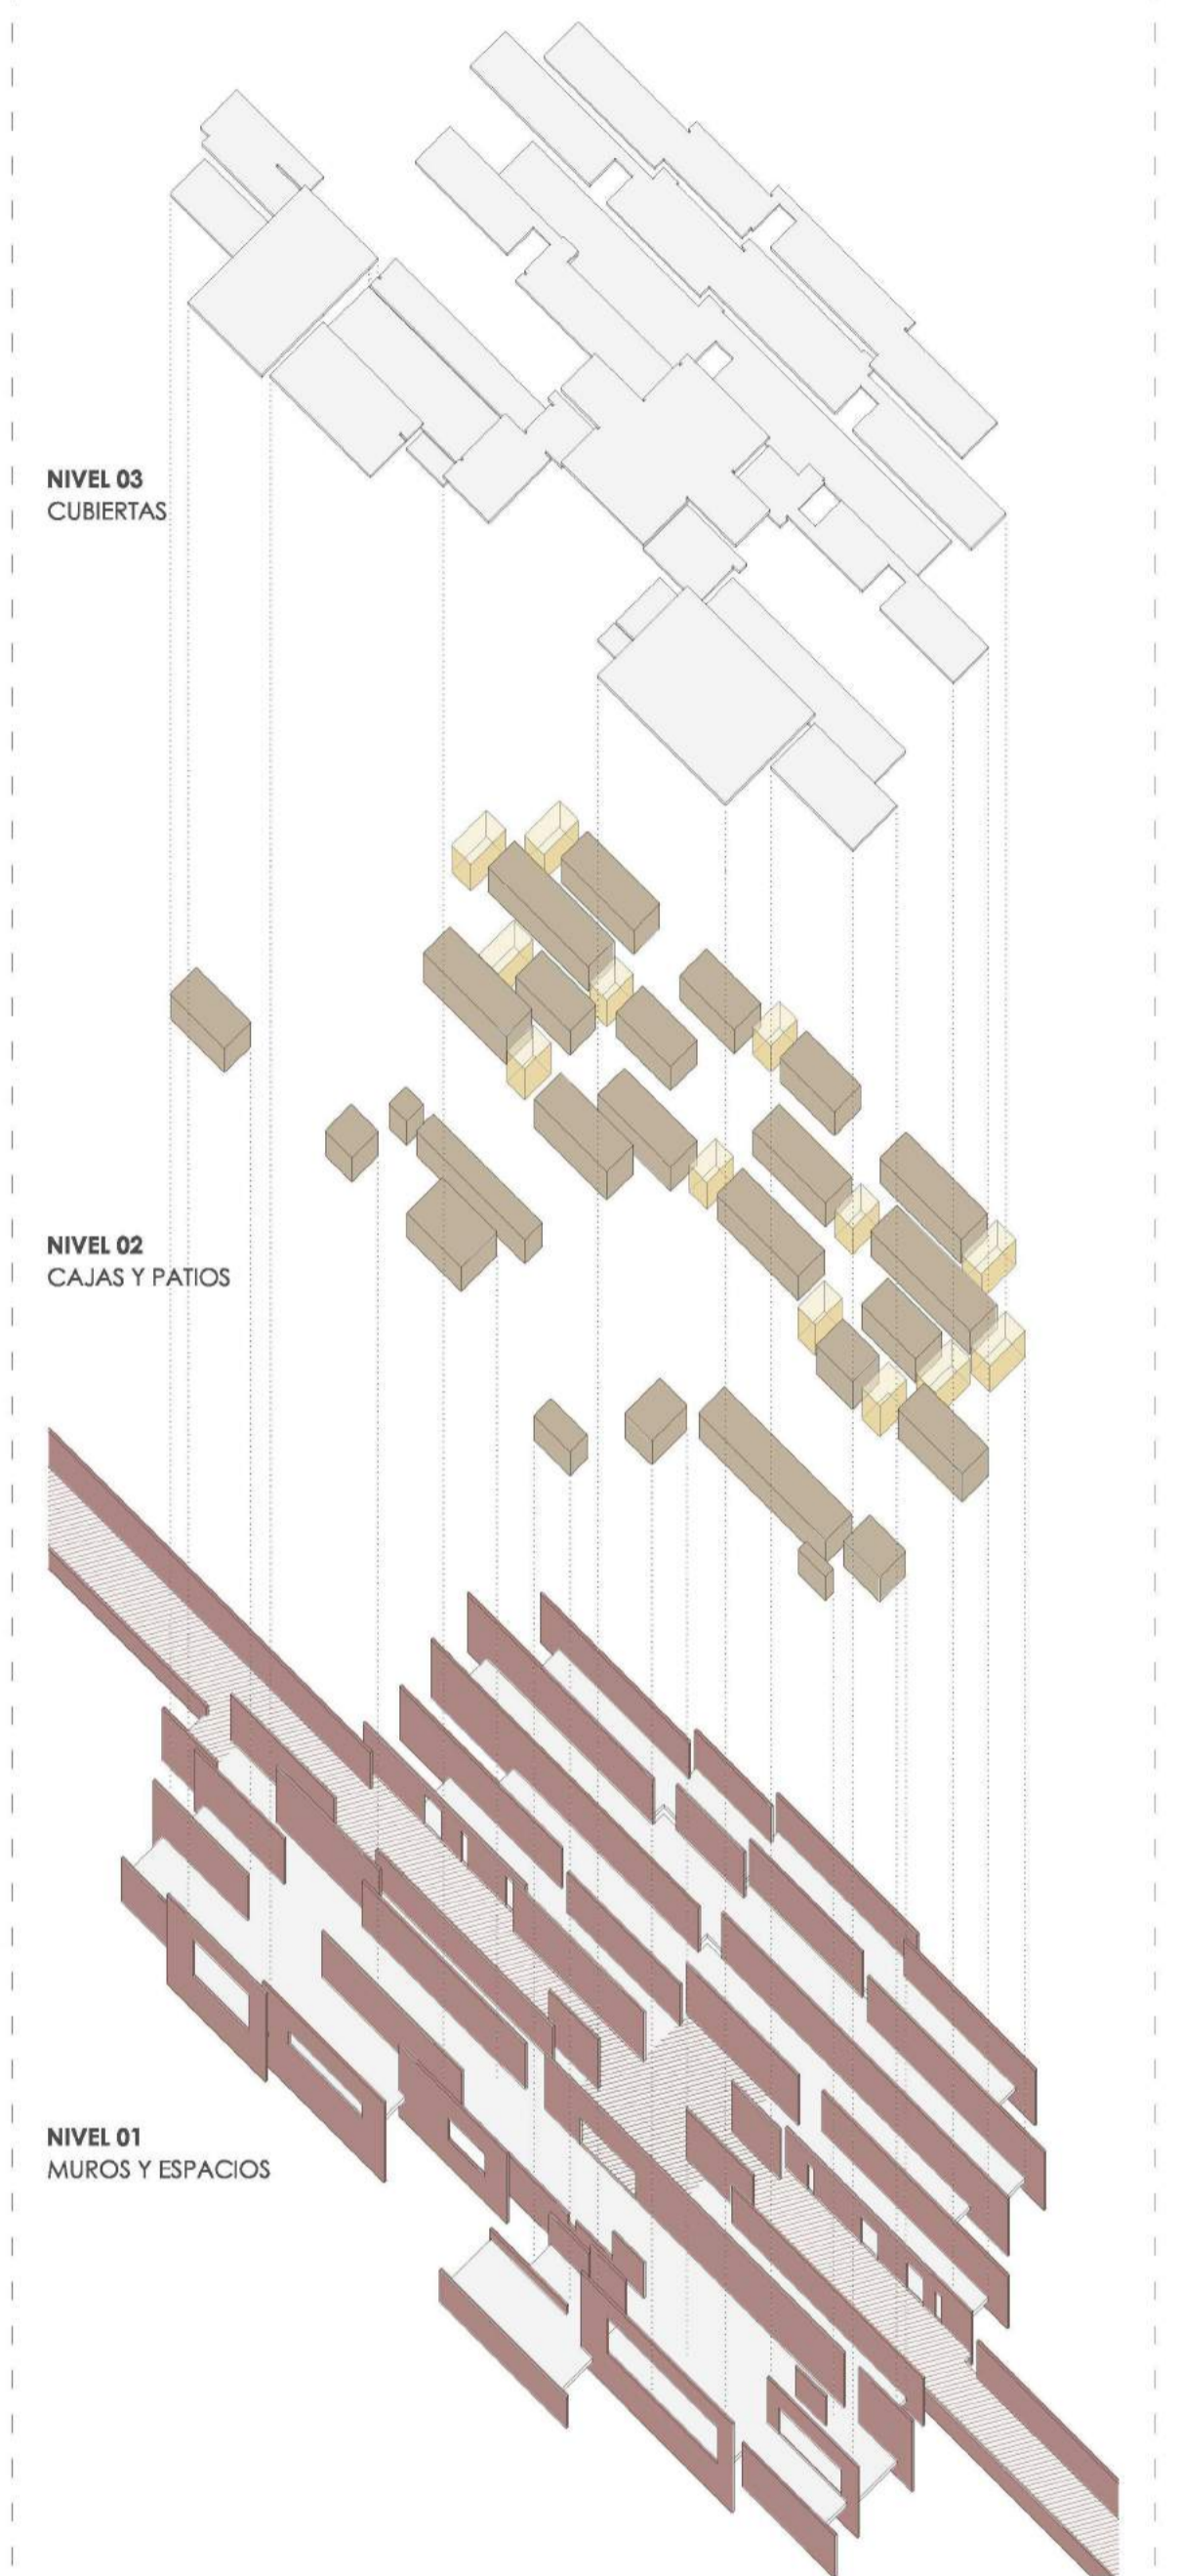 NIVEL 03
CUBIERTAS
NIVEL 02
CAJAS Y PATIOS
NIVEL 01
MUROS Y ESPACIOS